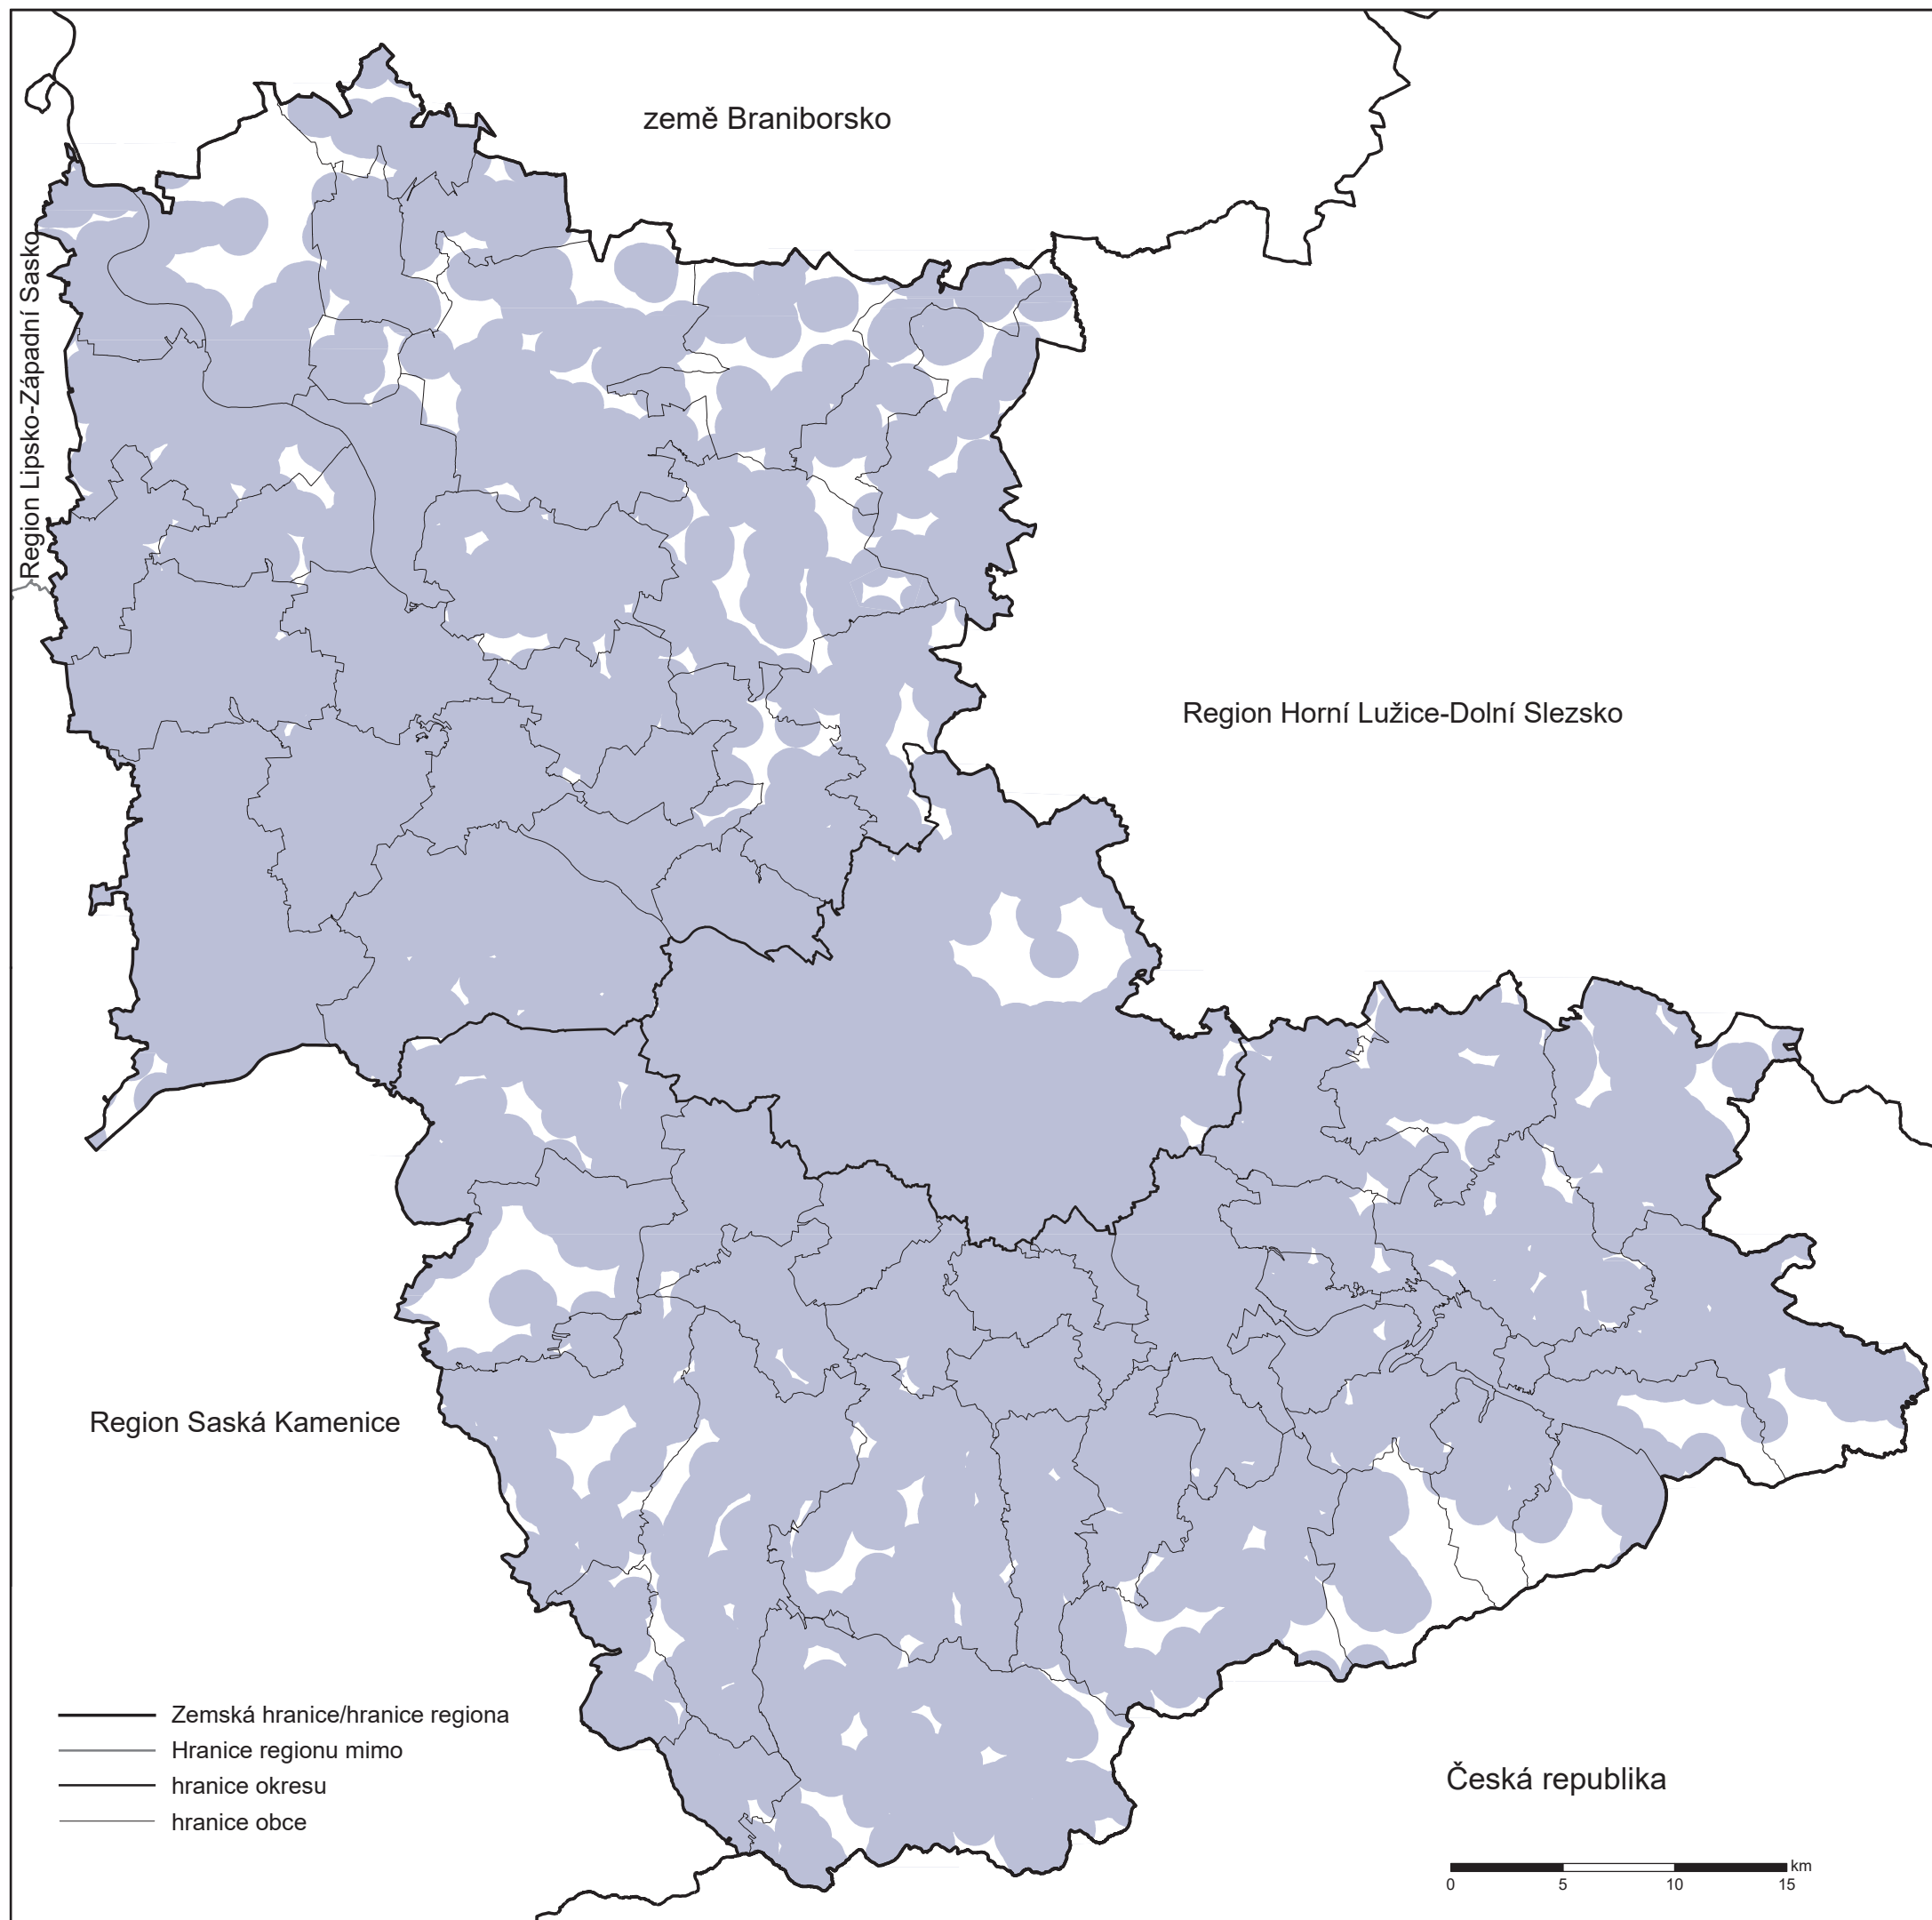 země Braniborsko
Region Lipsko-Západní Sasko
Region Horní Lužice-Dolní Slezsko
Region Saská Kamenice
Zemská hranice/hranice regiona
Hranice regionu mimo
hranice okresu
hranice obce
Česká republika
km
0 5 10 15